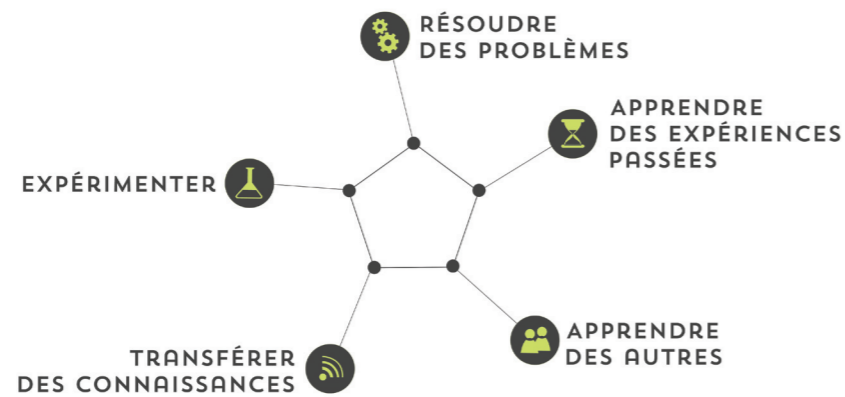 RÉSOUDRE
DES PROBLÈMES
APPRENDRE
DES EXPÉRIENCES
PASSÉES
EXPÉRIMENTER
APPRENDRE
DES AUTRES
TRANSFÉRER
DES CONNAISSANCES